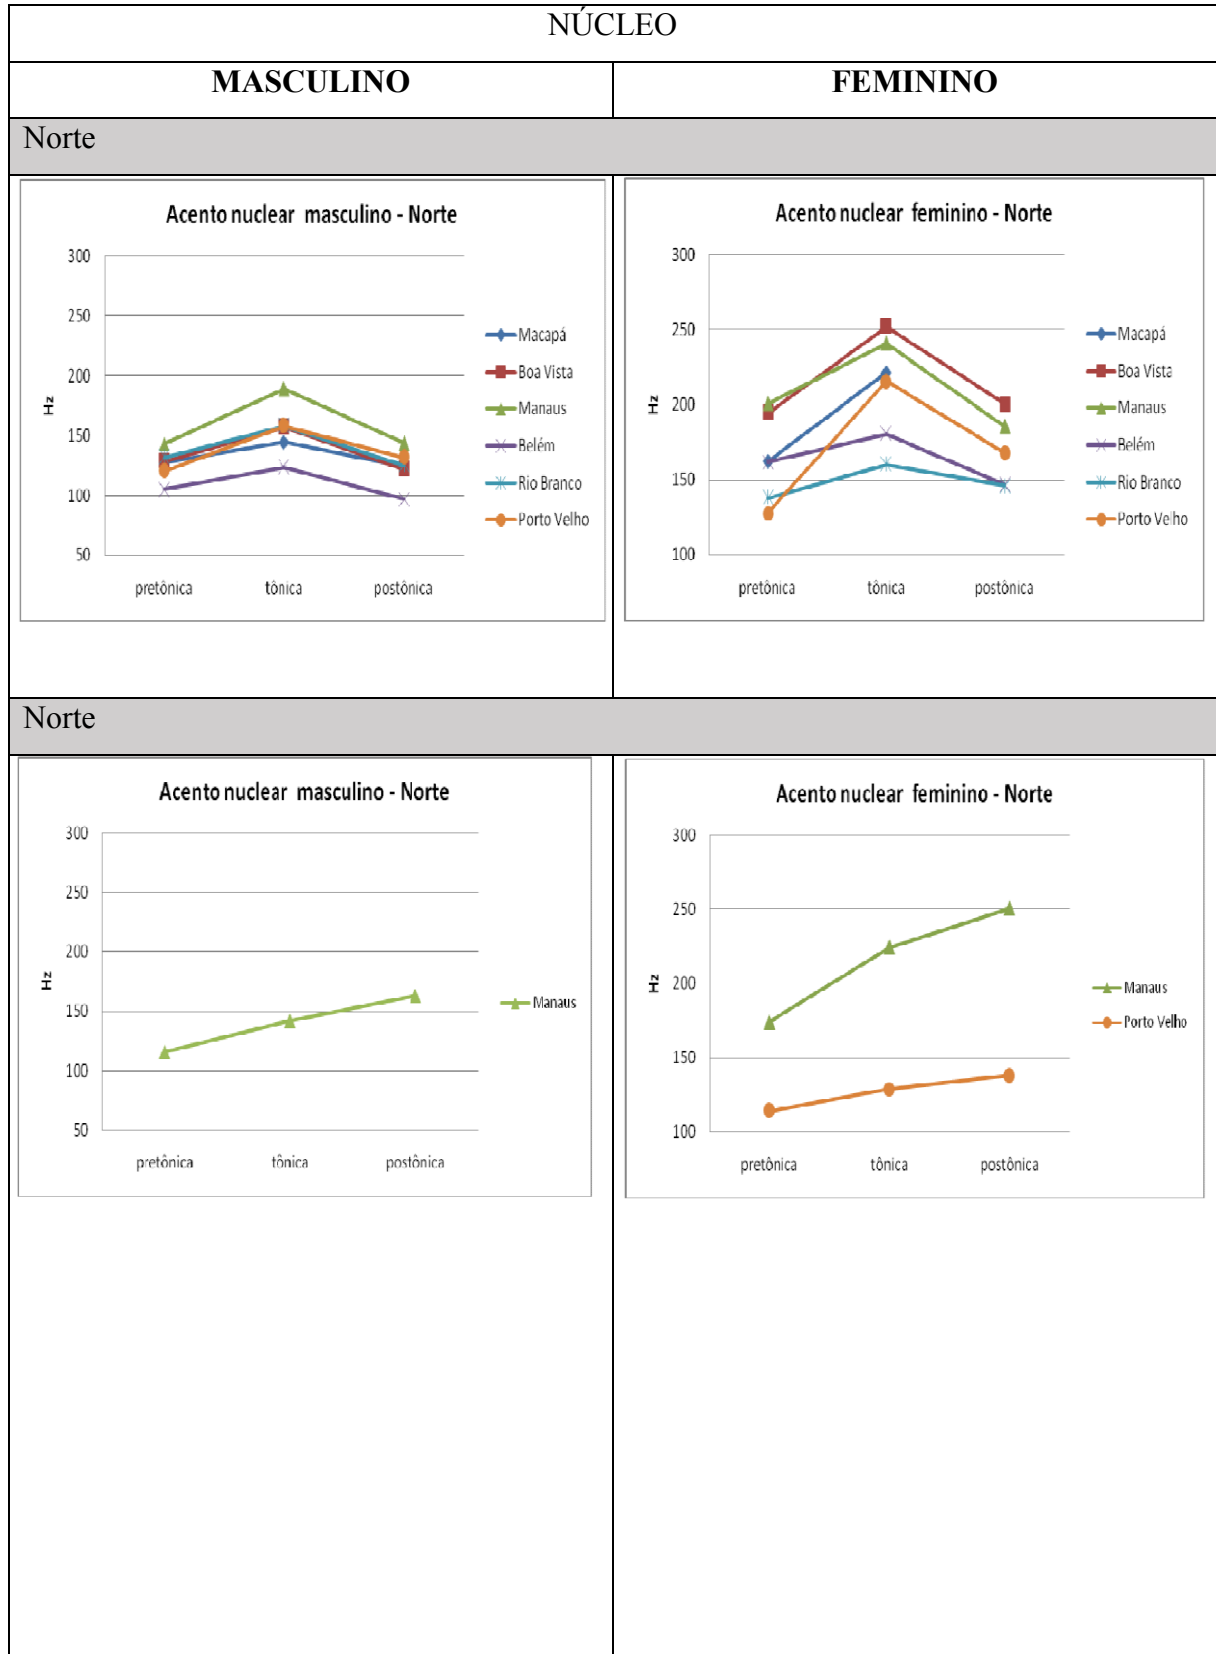 NÚCLEO
MASCULINO
FEMININO
Norte
Acento nuclear masculino - Norte
300
250
200
150
100
50
Hz
pretônica
tônica
postônica
Macapá
Boa Vista
Manaus
Belém
Rio Branco
Porto Velho
Acento nuclear feminino - Norte
300
250
200
150
100
Hz
pretônica
tônica
postônica
Macapá
Boa Vista
Manaus
Belém
Rio Branco
Porto Velho
Norte
Acento nuclear masculino - Norte
300
250
200
150
100
50
Hz
pretônica
tônica
postônica
Manaus
Acento nuclear feminino - Norte
300
250
200
150
100
Hz
pretônica
tônica
postônica
Manaus
Porto Velho